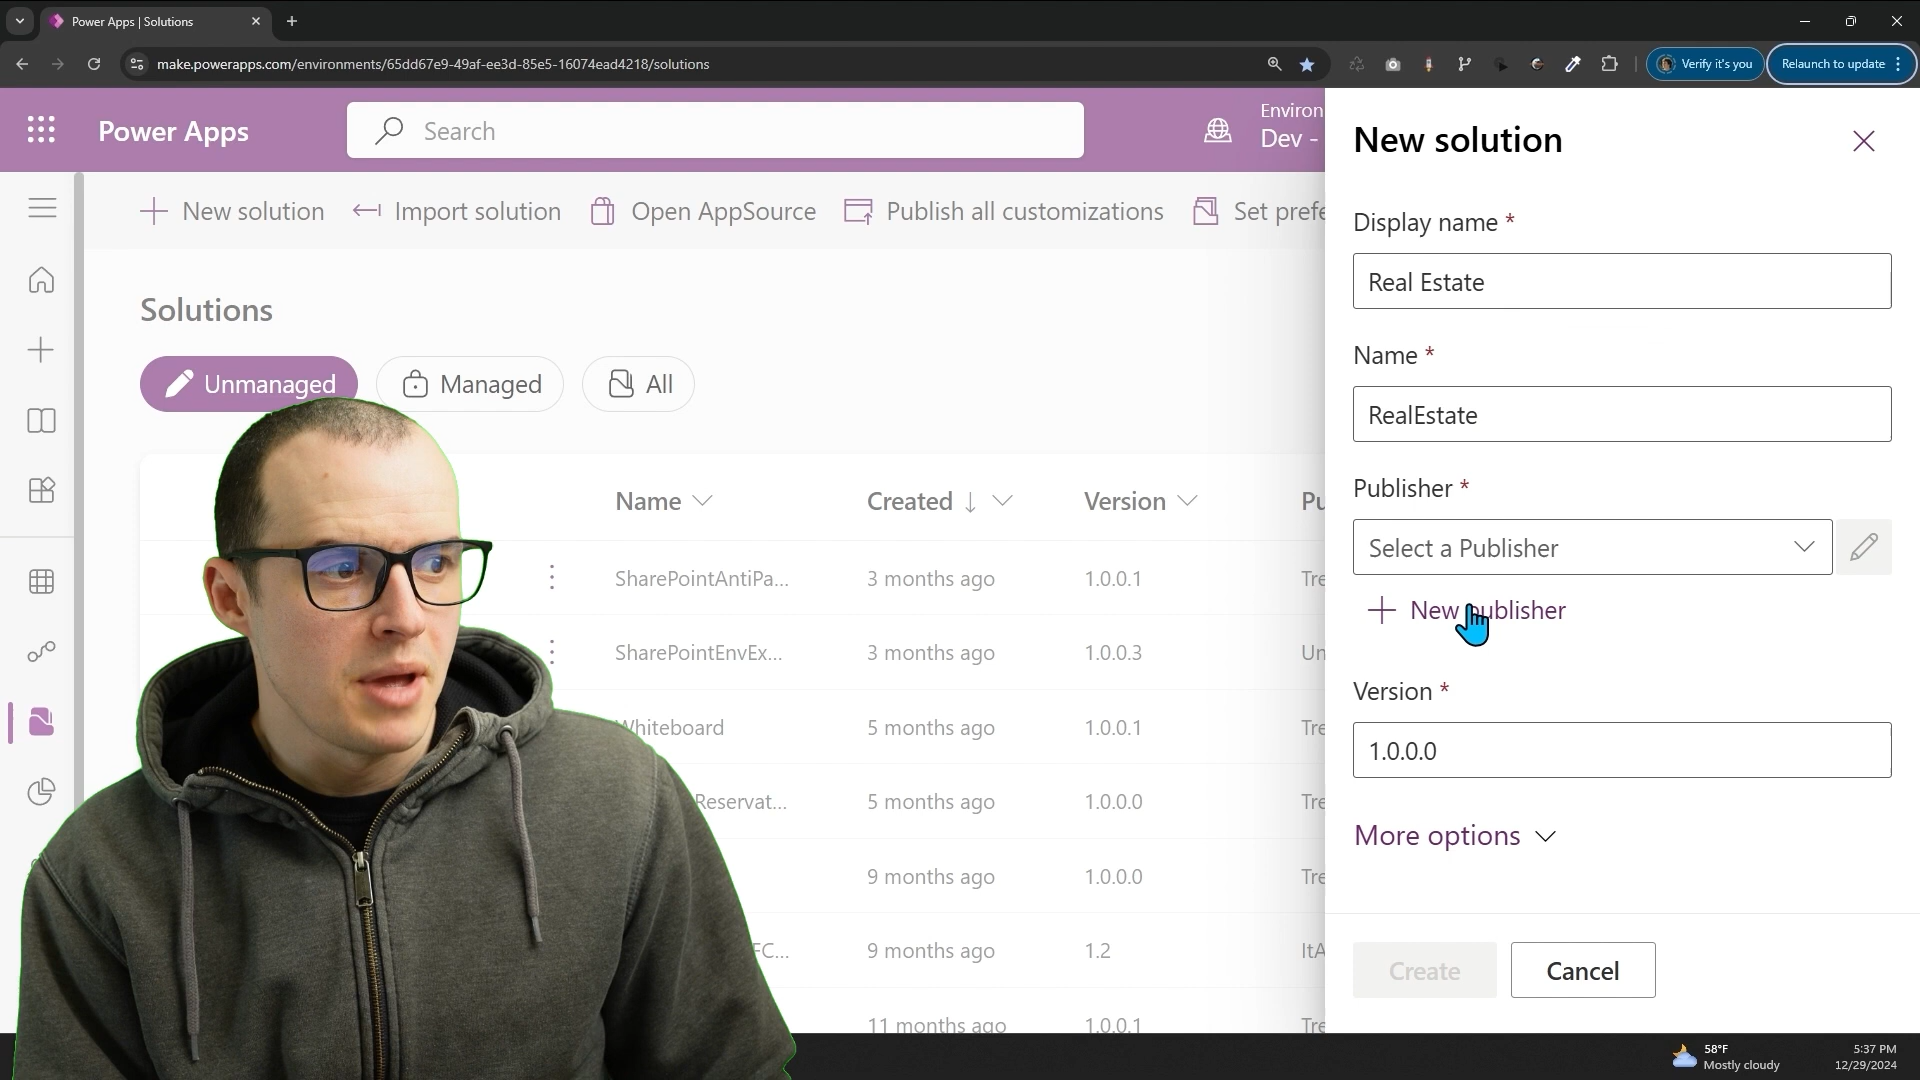 Power Apps | Solutions
make.powerapps.com/environments/65dd67e9-49af-ee3d-85e5-16074ead4218/solutions
Verify it's you
Relaunch to update
Power Apps
Search
Environ
Dev -
New solution
Import solution
Open AppSource
Publish all customizations
Set prefe
Solutions
Unmanaged
Managed
All
Name
Created
Version
Pu
SharePointAntiPa...
3 months ago
1.0.0.1
Tre
SharePointEnvEx...
3 months ago
1.0.0.3
Un
Whiteboard
5 months ago
1.0.0.1
Tre
Reservat...
5 months ago
1.0.0.0
Tre
9 months ago
1.0.0.0
Tre
FC...
9 months ago
1.2
ItA
11 months ago
1.0.0.1
Tre
New solution
Display name *
Real Estate
Name *
RealEstate
Publisher *
Select a Publisher
New publisher
Version *
1.0.0.0
More options
Create
Cancel
58°F
Mostly cloudy
5:37 PM
12/29/2024